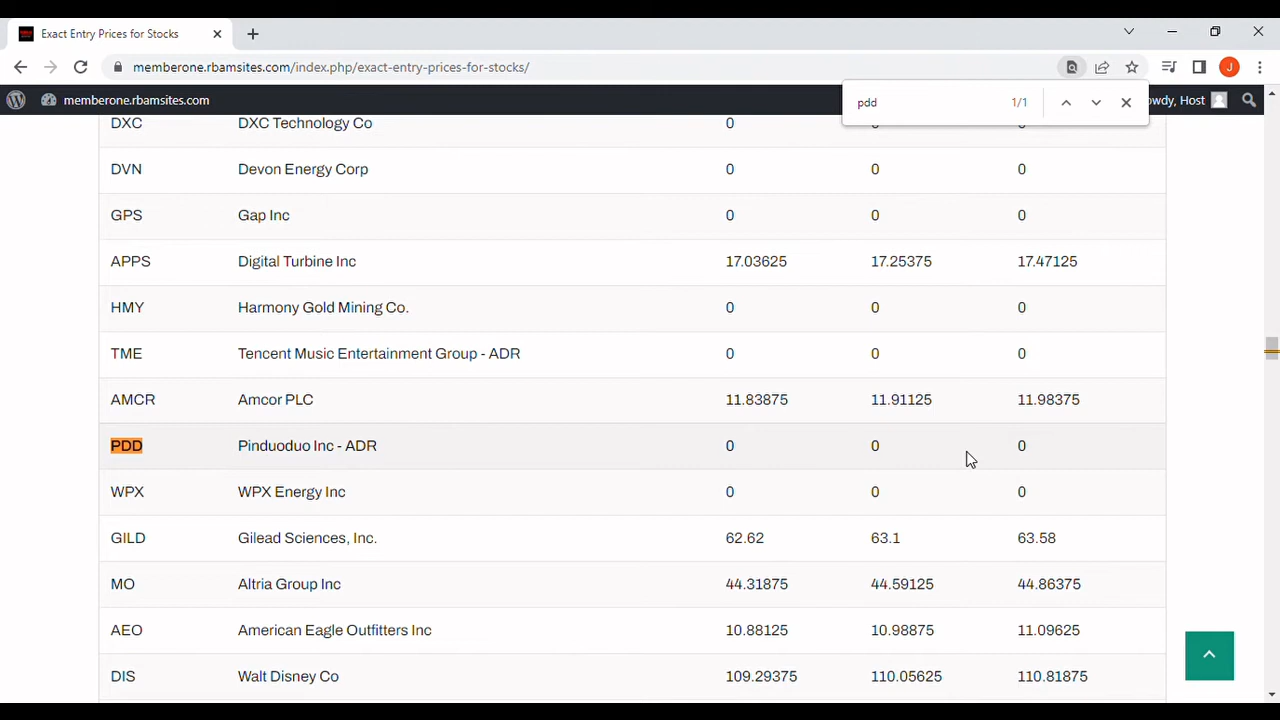 Exact Entry Prices for Stocks
memberone.rbamsites.com/index.php/exact-entry-prices-for-stocks/
J
memberone.rbamsites.com
owdy, Host
pdd 1/1
DXC DXC Technology Co 0 0
DVN Devon Energy Corp 0 0 0
GPS Gap Inc 0 0 0
APPS Digital Turbine Inc 17.03625 17.25375 17.47125
HMY Harmony Gold Mining Co. 0 0 0
TME Tencent Music Entertainment Group - ADR 0 0 0
AMCR Amcor PLC 11.83875 11.91125 11.98375
PDD Pinduoduo Inc - ADR 0 0 0
WPX WPX Energy Inc 0 0 0
GILD Gilead Sciences, Inc. 62.62 63.1 63.58
MO Altria Group Inc 44.31875 44.59125 44.86375
AEO American Eagle Outfitters Inc 10.88125 10.98875 11.09625
DIS Walt Disney Co 109.29375 110.05625 110.81875